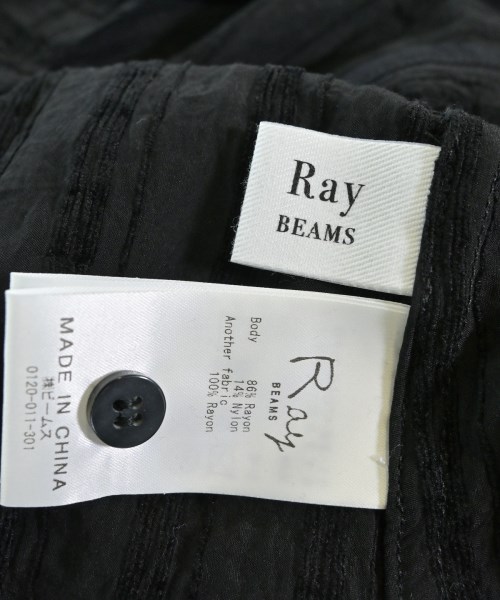 Ray
BEAMS
Ray
BEAMS
Body
86% Rayon
14% Nylon
Another fabric
100% Rayon
MADE IN CHINA
㈱ビームス
0120-011-301